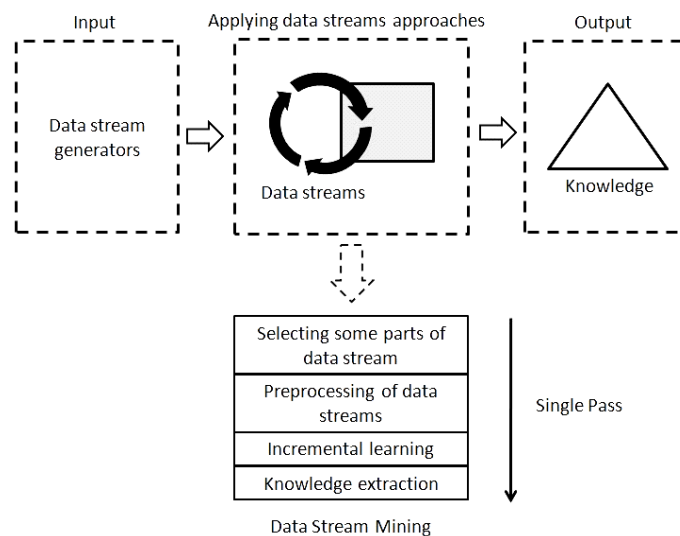 Input
Applying data streams approaches
Output
Data stream
generators
Data streams
Knowledge
Selecting some parts of
data stream
Preprocessing of data
streams
Incremental learning
Knowledge extraction
Single Pass
Data Stream Mining